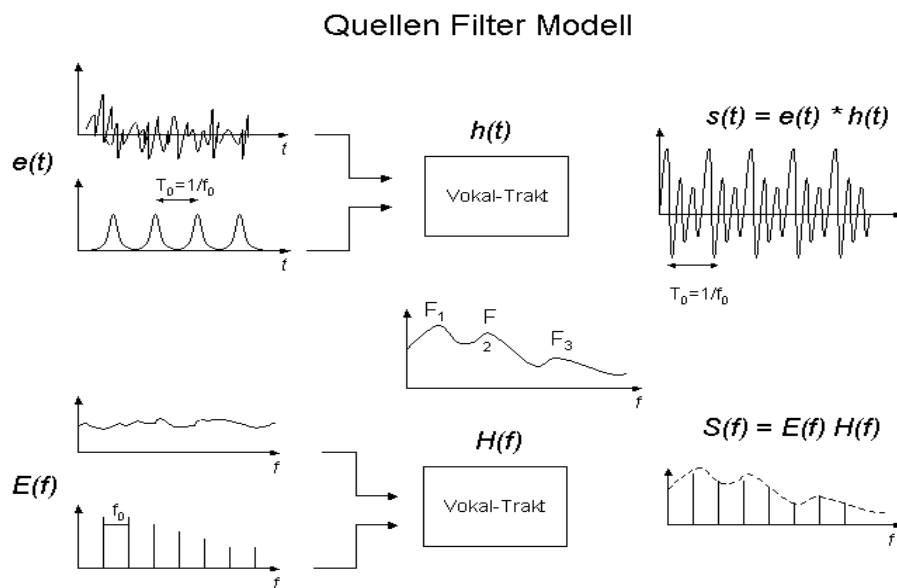 Quellen Filter Modell
e(t)
t
T₀=1/f₀
t
h(t)
Vokal-Trakt
s(t) = e(t) * h(t)
T₀=1/f₀
F₁
F
2
F₃
f
E(f)
f
f₀
f
H(f)
Vokal-Trakt
S(f) = E(f) H(f)
f